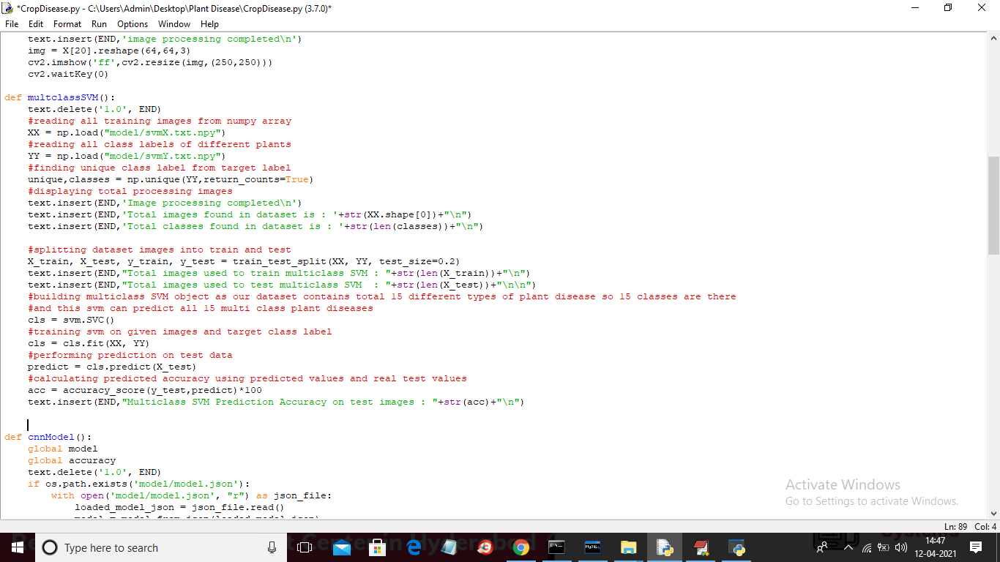 *CropDisease.py - C:\Users\Admin\Desktop\Plant Disease\CropDisease.py (3.7.0)*
File Edit Format Run Options Window Help
    text.insert(END,'image processing completed\n')
    img = X[20].reshape(64,64,3)
    cv2.imshow('ff',cv2.resize(img,(250,250)))
    cv2.waitKey(0)
def multclassSVM():
    text.delete('1.0', END)
    #reading all training images from numpy array
    XX = np.load("model/svmX.txt.npy")
    #reading all class labels of different plants
    YY = np.load("model/svmY.txt.npy")
    #finding unique class label from target label
    unique,classes = np.unique(YY,return_counts=True)
    #displaying total processing images
    text.insert(END,'Image processing completed\n')
    text.insert(END,'Total images found in dataset is : '+str(XX.shape[0])+"\n")
    text.insert(END,'Total classes found in dataset is : '+str(len(classes))+"\n")
    #splitting dataset images into train and test
    X_train, X_test, y_train, y_test = train_test_split(XX, YY, test_size=0.2)
    text.insert(END,"Total images used to train multiclass SVM : "+str(len(X_train))+"\n")
    text.insert(END,"Total images used to test multiclass SVM  : "+str(len(X_test))+"\n\n")
    #building multiclass SVM object as our dataset contains total 15 different types of plant disease so 15 classes are there
    #and this svm can predict all 15 multi class plant diseases
    cls = svm.SVC()
    #training svm on given images and target class label
    cls = cls.fit(XX, YY)
    #performing prediction on test data
    predict = cls.predict(X_test)
    #calculating predicted accuracy using predicted values and real test values
    acc = accuracy_score(y_test,predict)*100
    text.insert(END,"Multiclass SVM Prediction Accuracy on test images : "+str(acc)+"\n")
def cnnModel():
    global model
    global accuracy
    text.delete('1.0', END)
    if os.path.exists('model/model.json'):
        with open('model/model.json', "r") as json_file:
            loaded_model_json = json_file.read()
Activate Windows
Go to Settings to activate Windows.
Ln: 89 Col: 4
Type here to search
MySQL
14:47
12-04-2021